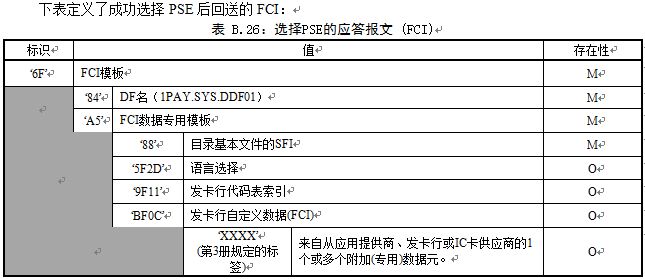 下表定义了成功选择 PSE 后回送的 FCI：
表 B.26：选择PSE的应答报文 (FCI)
标识 值 存在性
‘6F’ FCI模板 M
‘84’ DF名（1PAY.SYS.DDF01） M
‘A5’ FCI数据专用模板 M
‘88’ 目录基本文件的SFI M
‘5F2D’ 语言选择 O
‘9F11’ 发卡行代码表索引 O
‘BF0C’ 发卡行自定义数据(FCI) O
‘XXXX’
(第3册规定的标
签)
来自从应用提供商、发卡行或IC卡供应商的1
个或多个附加(专用)数据元。
O